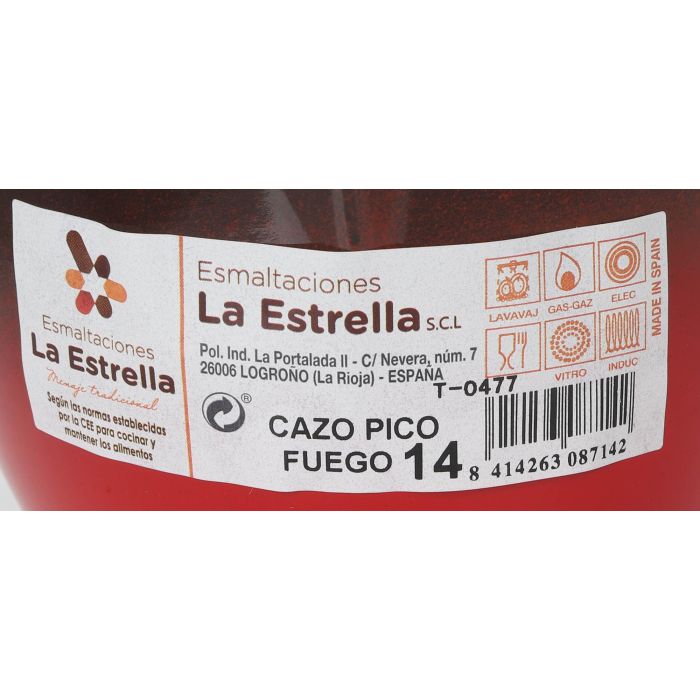 Esmaltaciones
La Estrella
Menaje tradicional
Según las normas establecidas
por la CEE para cocinar y
mantener los alimentos
Esmaltaciones
La Estrella S.C.L
Pol. Ind. La Portalada II - C/ Nevera, núm. 7
26006 LOGROÑO (La Rioja) - ESPAÑA
T-0477
®
CAZO PICO
FUEGO 14
LAVAVAJ GAS-GAZ ELEC
VITRO INDUC
MADE IN SPAIN
8 414263 087142